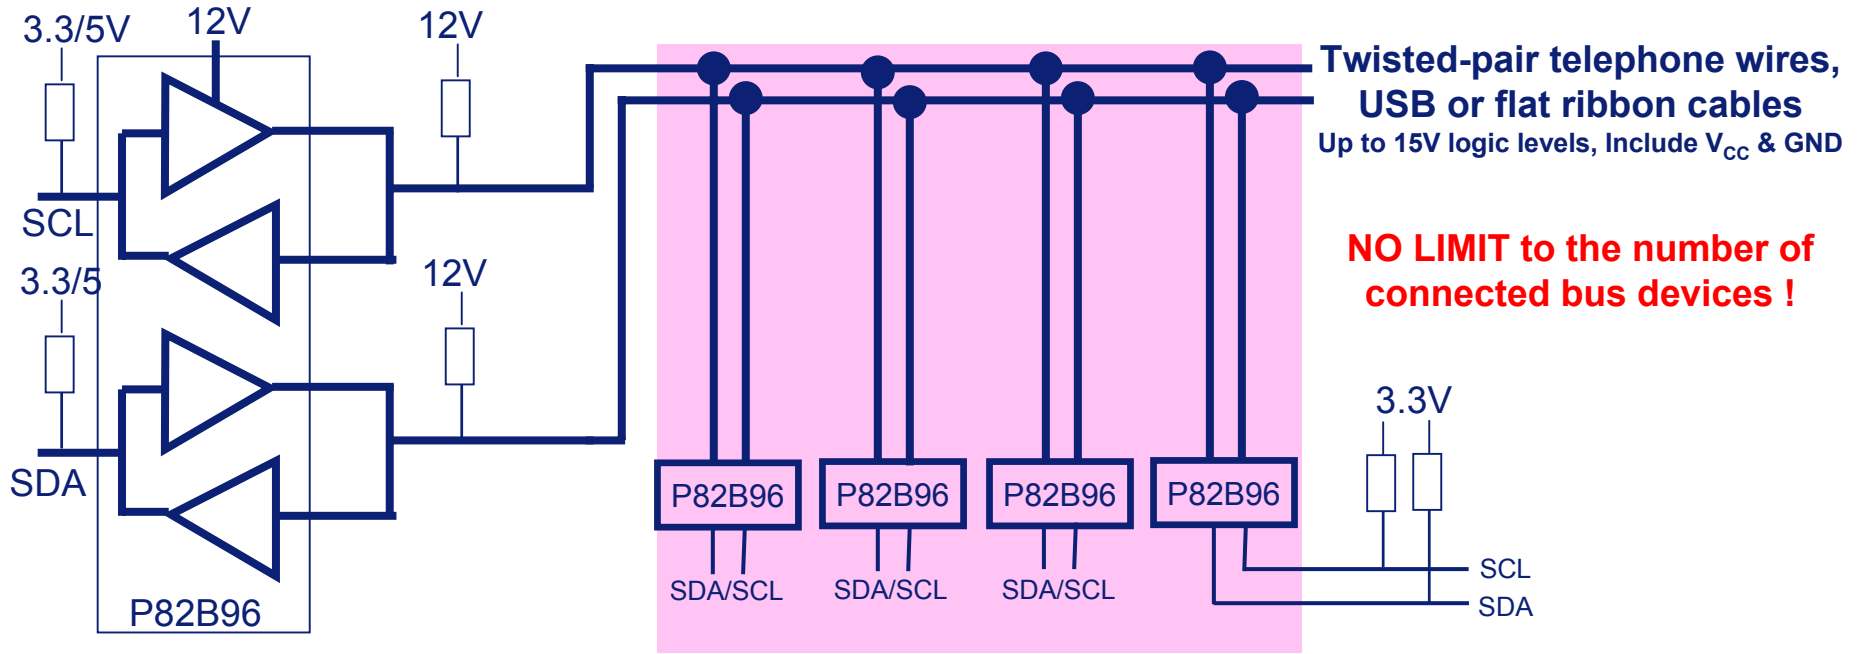 3.3/5V
12V
12V
SCL
3.3/5
12V
SDA
P82B96
Twisted-pair telephone wires,
USB or flat ribbon cables
Up to 15V logic levels, Include VCC & GND
NO LIMIT to the number of
connected bus devices !
P82B96
P82B96
P82B96
P82B96
SDA/SCL
SDA/SCL
SDA/SCL
3.3V
SCL
SDA